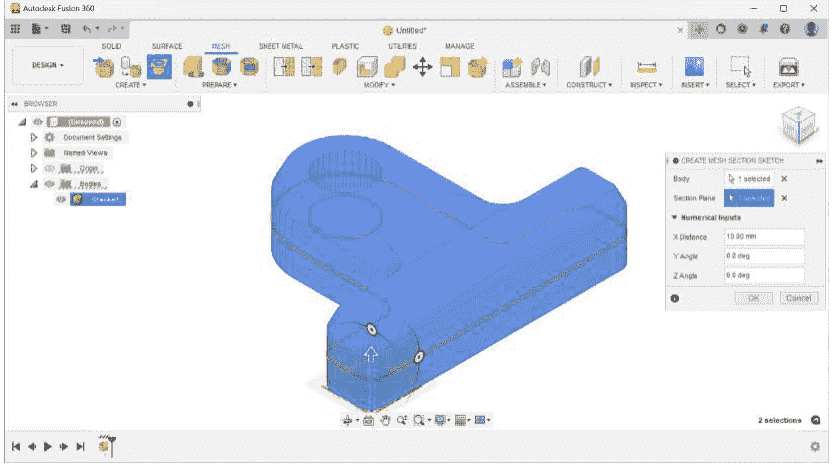 Autodesk Fusion 360
Untitled*
SOLID SURFACE MESH SHEET METAL PLASTIC UTILITIES MANAGE
DESIGN
CREATE PREPARE MODIFY ASSEMBLE CONSTRUCT INSPECT INSERT SELECT EXPORT
BROWSER
(Unsaved)
Document Settings
Named Views
Origin
Bodies
CREATE MESH SECTION SKETCH
Body 1 selected
Section Plane 1 selected
Numerical Inputs
X Distance 15.00 mm
Y Angle 0.0 deg
Z Angle 0.0 deg
OK Cancel
2 selections